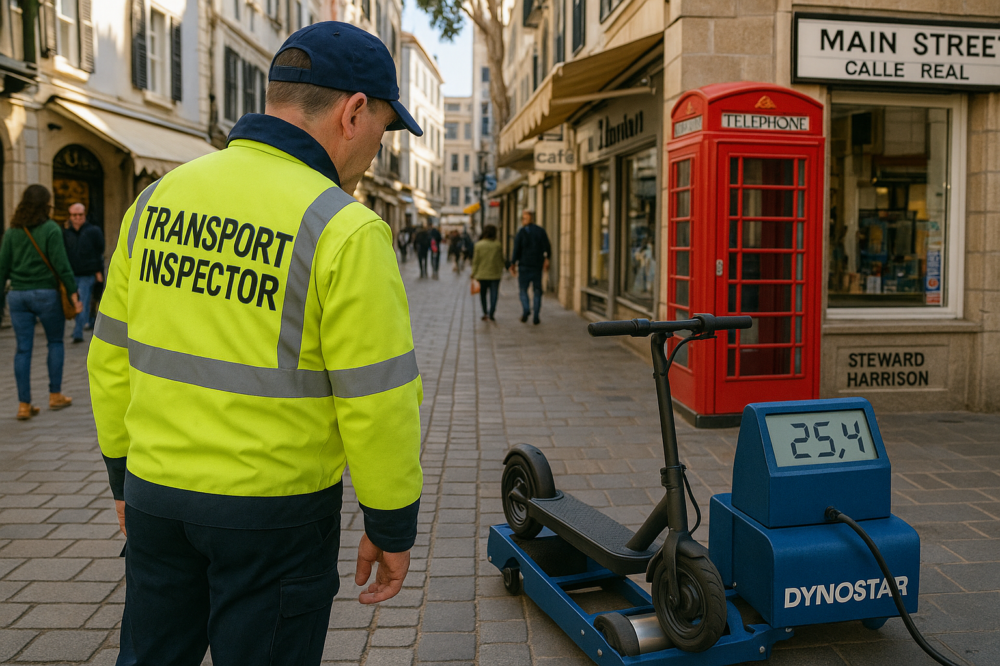 TRANSPORT
INSPECTOR
MAIN STREET
CALLE REAL
TELEPHONE
café
STEWARD
HARRISON
25,4
DYNOSTAR